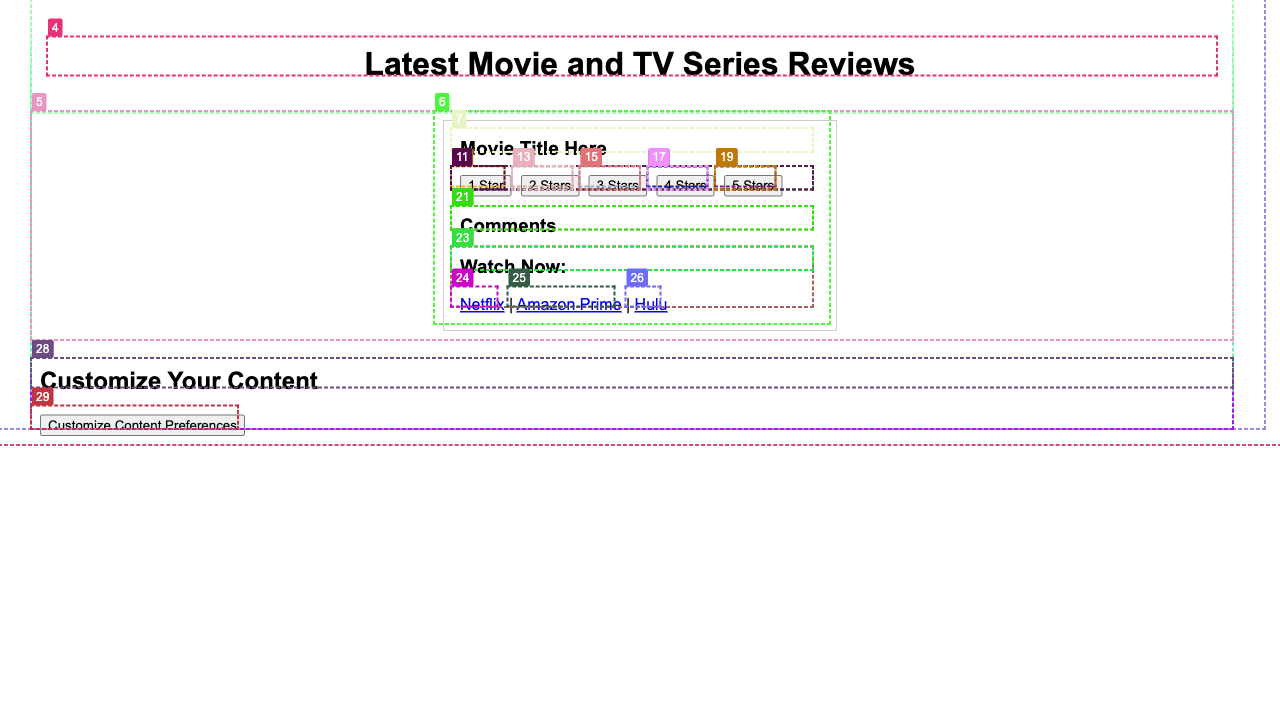 4
Latest Movie and TV Series Reviews
5
6
7
Movie Title Here
11 13 15 17 19
1 Star 2 Stars 3 Stars 4 Stars 5 Stars
21
Comments
23
Watch Now:
24 25 26
Netflix | Amazon Prime | Hulu
28
Customize Your Content
29
Customize Content Preferences